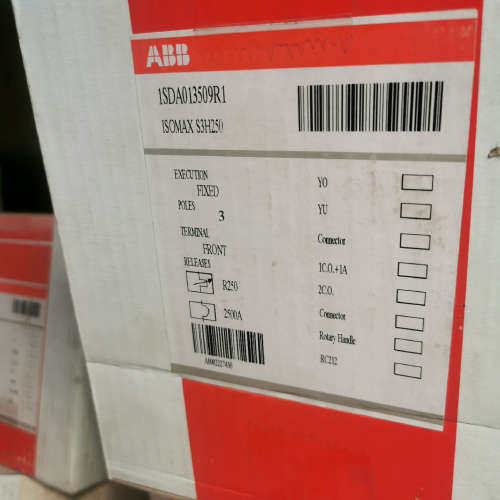 ABB
1SDA013509R1
ISOMAX S3H250
EXECUTION
FIXED
POLES
3
TERMINAL
FRONT
RELEASES
R250
2500A
YO
YU
Connector
1C.O.+1A
2C.O.
Connector
Rotary Handle
RC212